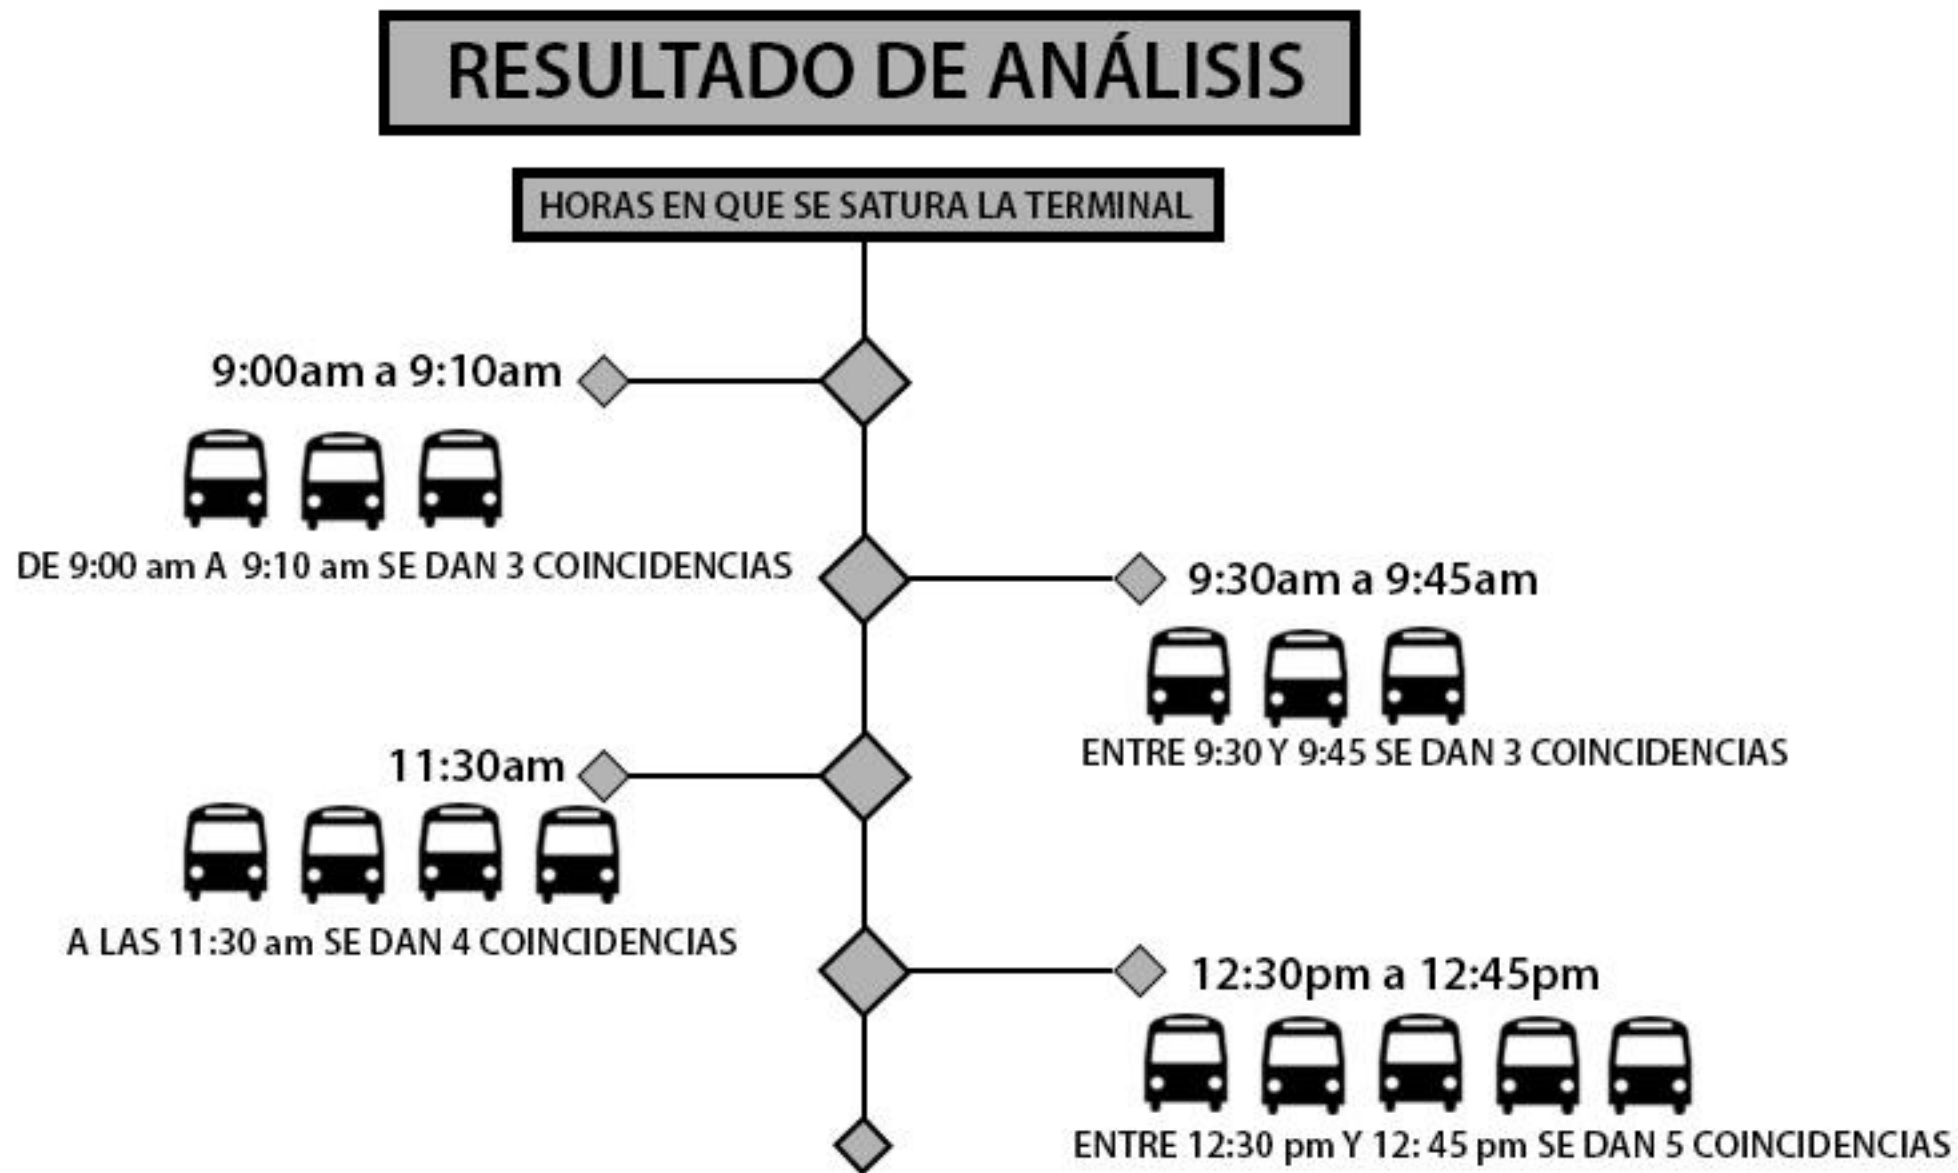 RESULTADO DE ANÁLISIS
HORAS EN QUE SE SATURA LA TERMINAL
9:00am a 9:10am
DE 9:00 am A 9:10 am SE DAN 3 COINCIDENCIAS
9:30am a 9:45am
ENTRE 9:30 Y 9:45 SE DAN 3 COINCIDENCIAS
11:30am
A LAS 11:30 am SE DAN 4 COINCIDENCIAS
12:30pm a 12:45pm
ENTRE 12:30 pm Y 12: 45 pm SE DAN 5 COINCIDENCIAS